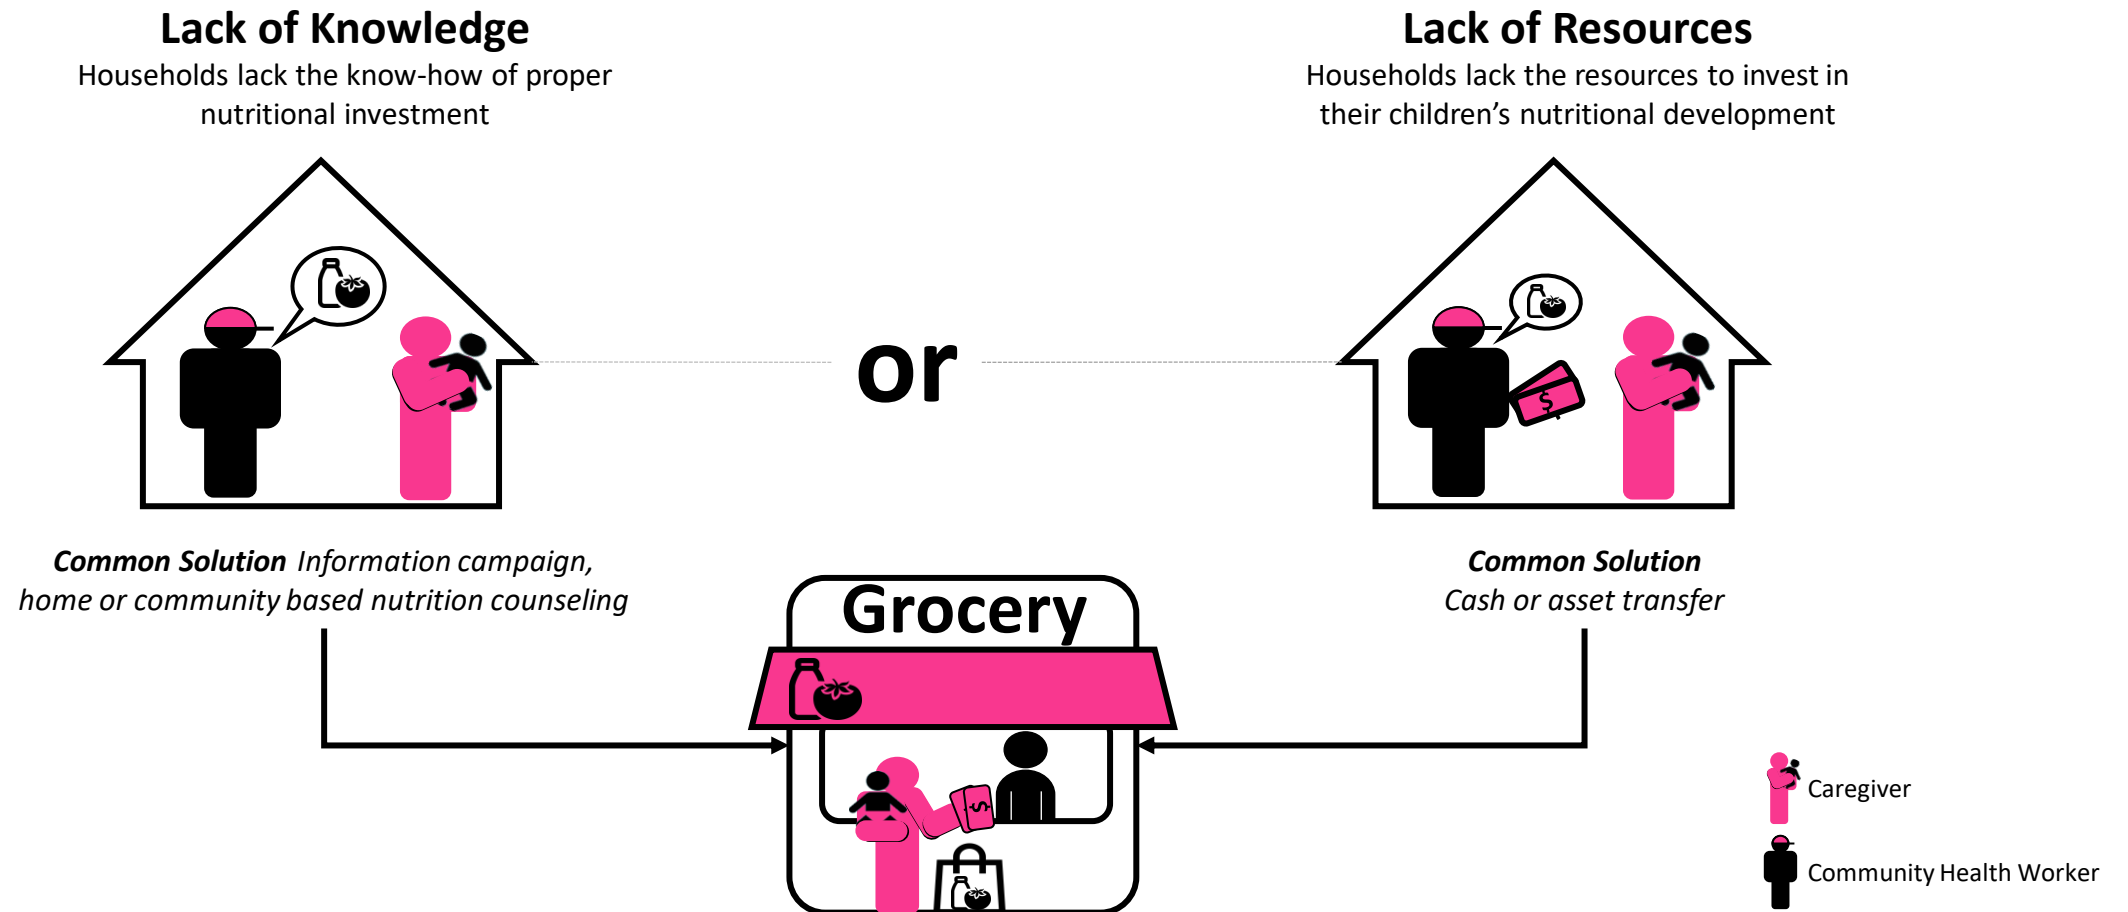 Lack of Knowledge
Households lack the know-how of proper
nutritional investment
Lack of Resources
Households lack the resources to invest in
their children’s nutritional development
or
$
Common Solution Information campaign,
home or community based nutrition counseling
Common Solution
Cash or asset transfer
Grocery
$
Caregiver
Community Health Worker